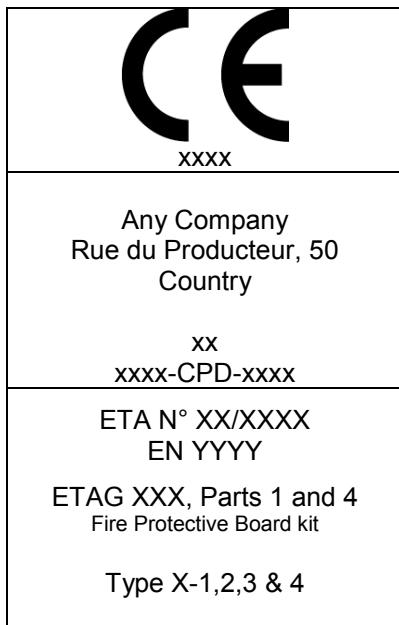 CE
xxxx
Any Company
Rue du Producteur, 50
Country
xx
xxxx-CPD-xxxx
ETA N° XX/XXXX
EN YYYY
ETAG XXX, Parts 1 and 4
Fire Protective Board kit
Type X-1,2,3 & 4